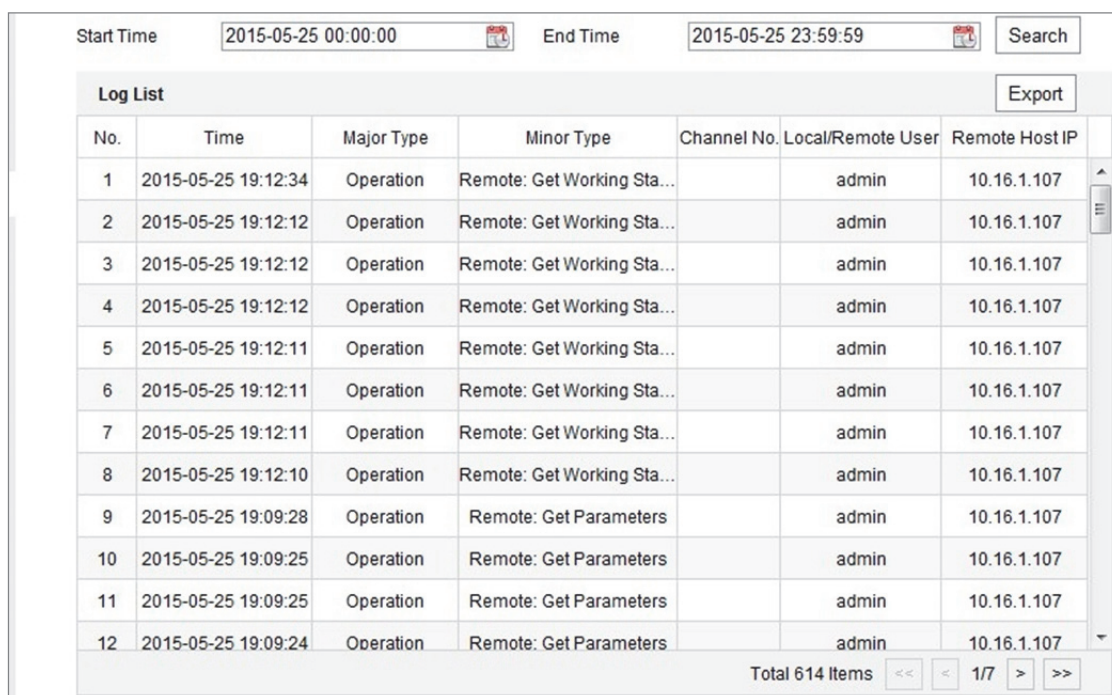 Start Time 2015-05-25 00:00:00 End Time 2015-05-25 23:59:59 Search
Log List Export
No. Time Major Type Minor Type Channel No. Local/Remote User Remote Host IP
1 2015-05-25 19:12:34 Operation Remote: Get Working Sta... admin 10.16.1.107
2 2015-05-25 19:12:12 Operation Remote: Get Working Sta... admin 10.16.1.107
3 2015-05-25 19:12:12 Operation Remote: Get Working Sta... admin 10.16.1.107
4 2015-05-25 19:12:12 Operation Remote: Get Working Sta... admin 10.16.1.107
5 2015-05-25 19:12:11 Operation Remote: Get Working Sta... admin 10.16.1.107
6 2015-05-25 19:12:11 Operation Remote: Get Working Sta... admin 10.16.1.107
7 2015-05-25 19:12:11 Operation Remote: Get Working Sta... admin 10.16.1.107
8 2015-05-25 19:12:10 Operation Remote: Get Working Sta... admin 10.16.1.107
9 2015-05-25 19:09:28 Operation Remote: Get Parameters admin 10.16.1.107
10 2015-05-25 19:09:25 Operation Remote: Get Parameters admin 10.16.1.107
11 2015-05-25 19:09:25 Operation Remote: Get Parameters admin 10.16.1.107
12 2015-05-25 19:09:24 Operation Remote: Get Parameters admin 10.16.1.107
Total 614 Items << < 1/7 > >>